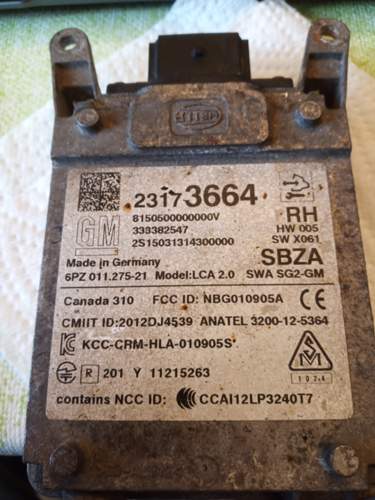 HELLA
23173664
8150500000000V
GM
333382547
RH
HW 005
2S15031314300000
SW X061
Made in Germany
SBZA
6PZ 011.275-21 Model:LCA 2.0 SWA SG2-GM
Canada 310 FCC ID: NBG010905A CE
CMIIT ID:2012DJ4539 ANATEL 3200-12-5364
KCC-CRM-HLA-010905S
R 201 Y 11215263
contains NCC ID: CCAI12LP3240T7